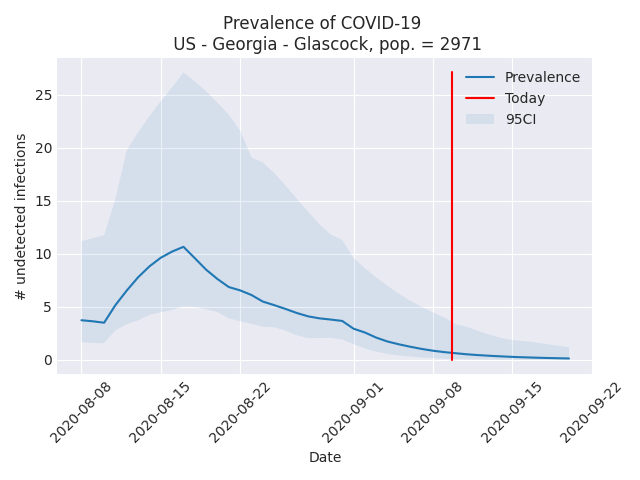 Prevalence of COVID-19
US - Georgia - Glascock, pop. = 2971
Prevalence
Today
95CI
# undetected infections
25
20
15
10
5
0
2020-08-08
2020-08-15
2020-08-22
2020-09-01
2020-09-08
2020-09-15
2020-09-22
Date